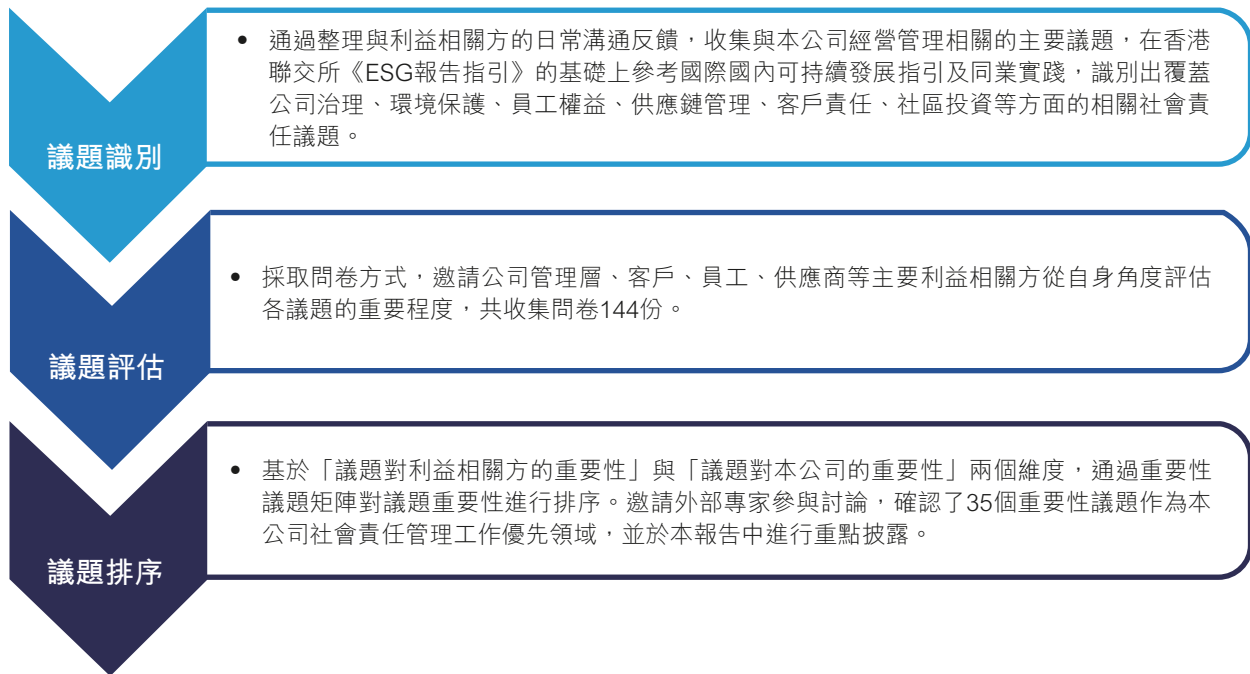 • 通過整理與利益相關方的日常溝通反饋，收集與本公司經營管理相關的主要議題，在香港
聯交所《ESG報告指引》的基礎上參考國際國內可持續發展指引及同業實踐，識別出覆蓋
公司治理、環境保護、員工權益、供應鏈管理、客戶責任、社區投資等方面的相關社會責
任議題。
議題識別
• 採取問卷方式，邀請公司管理層、客戶、員工、供應商等主要利益相關方從自身角度評估
各議題的重要程度，共收集問卷144份。
議題評估
• 基於「議題對利益相關方的重要性」與「議題對本公司的重要性」兩個維度，通過重要性
議題矩陣對議題重要性進行排序。邀請外部專家參與討論，確認了35個重要性議題作為本
公司社會責任管理工作優先領域，並於本報告中進行重點披露。
議題排序